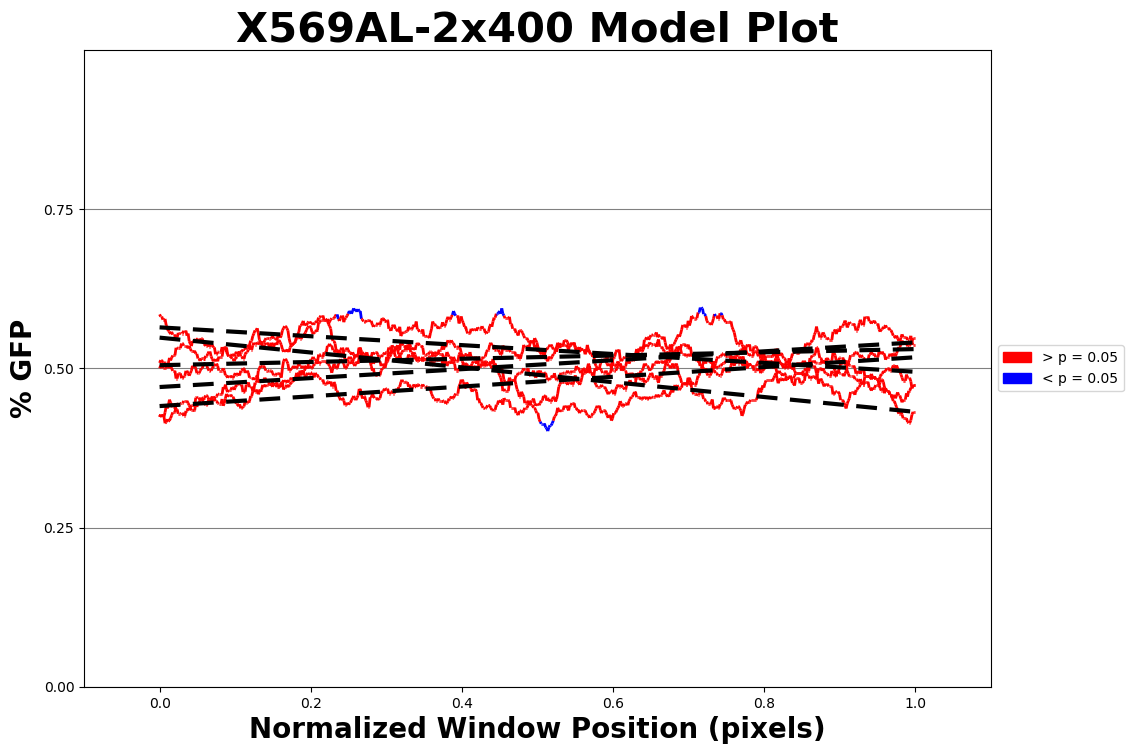 X569AL-2x400 Model Plot
% GFP
0.75
0.50
0.25
0.00
0.0 0.2 0.4 0.6 0.8 1.0
Normalized Window Position (pixels)
> p = 0.05
< p = 0.05